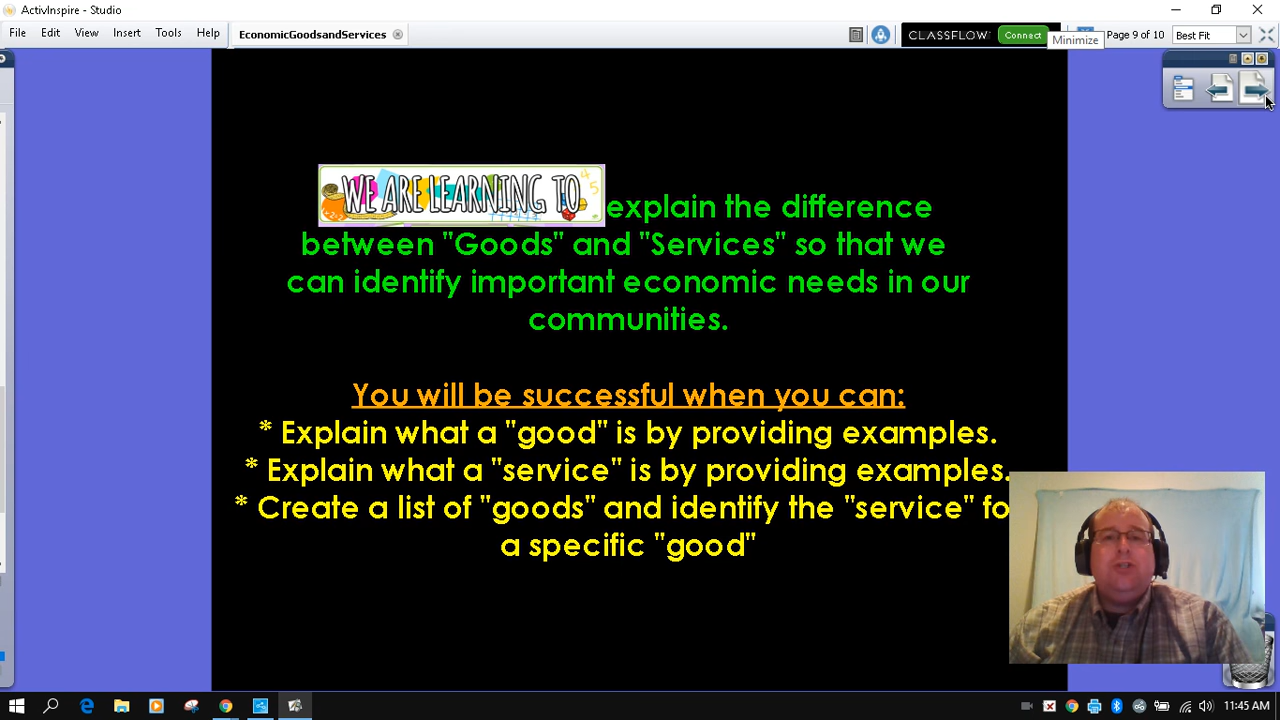 ActivInspire - Studio
File Edit View Insert Tools Help EconomicGoodsandServices
CLASSFLOW Connect Minimize Page 9 of 10 Best Fit
WE ARE LEARNING TO explain the difference
between "Goods" and "Services" so that we
can identify important economic needs in our
communities.
You will be successful when you can:
* Explain what a "good" is by providing examples.
* Explain what a "service" is by providing examples.
* Create a list of "goods" and identify the "service" fo
a specific "good"
11:45 AM